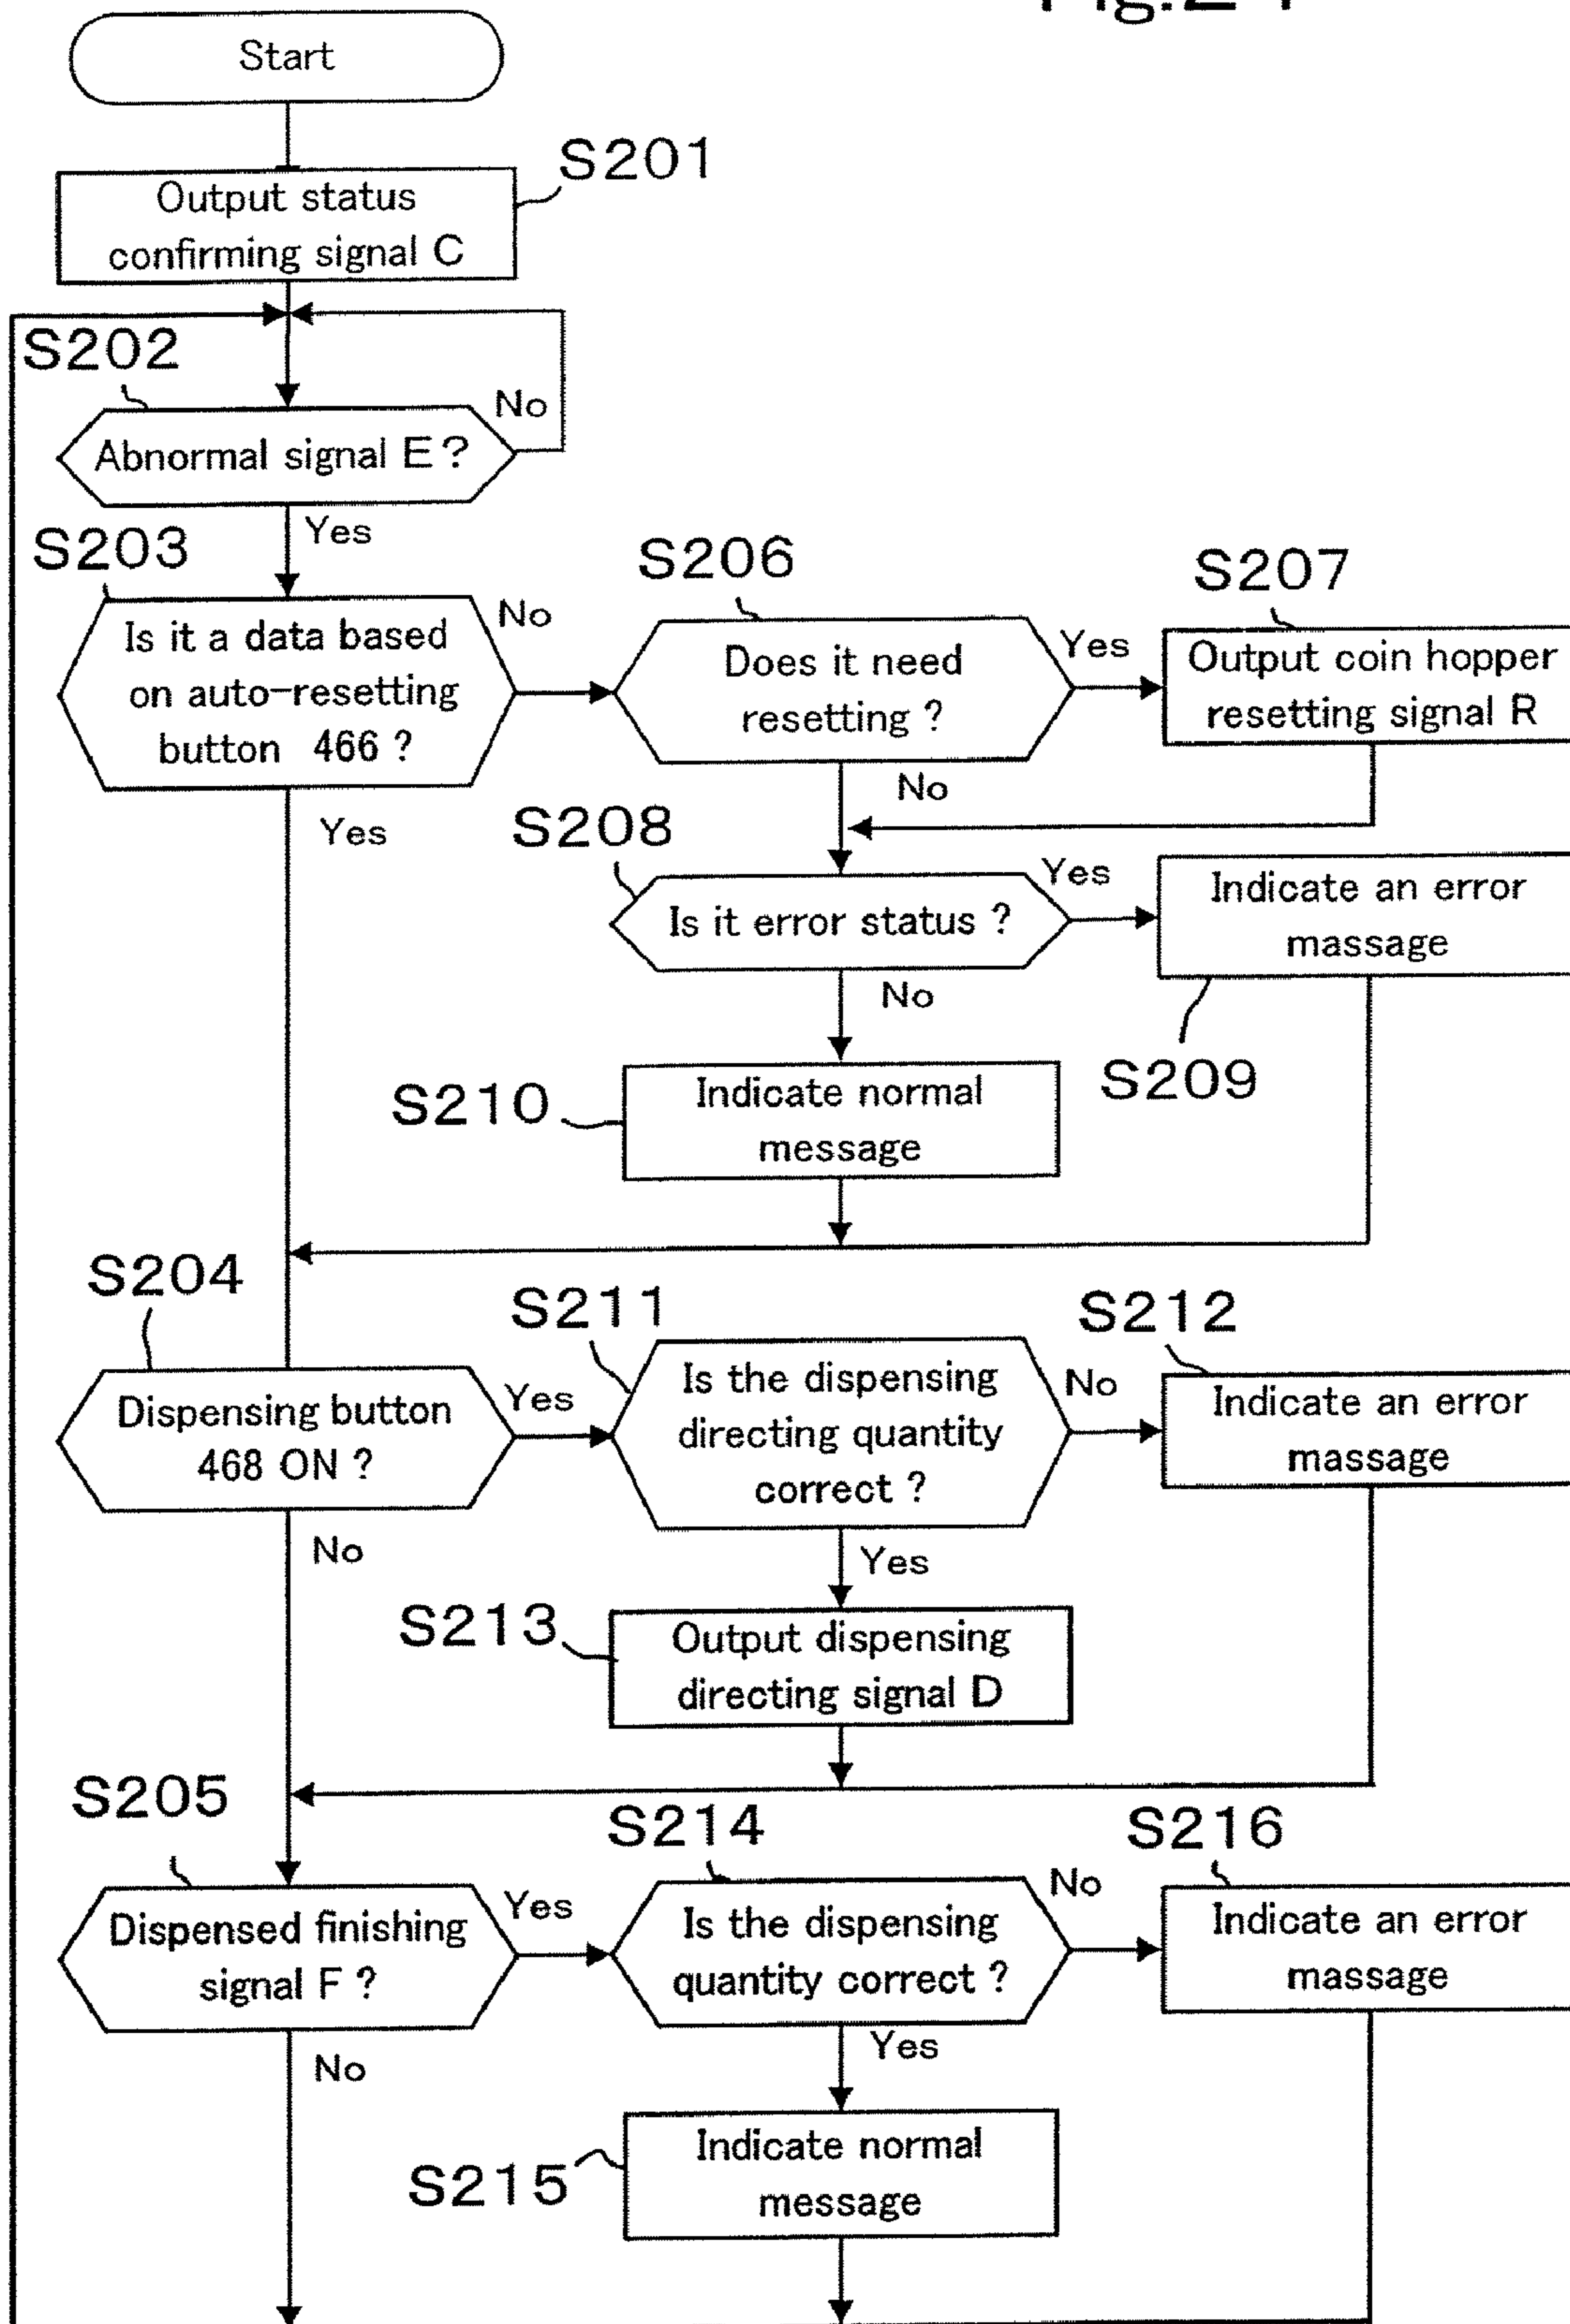 Start
S201
Output status
confirming signal C
S202
No
Abnormal signal E ?
Yes
S203
Is it a data based
on auto-resetting
button 466 ?
No
Yes
S206
Does it need
resetting ?
Yes
No
S207
Output coin hopper
resetting signal R
S208
Is it error status ?
Yes
No
Indicate an error
massage
S209
S210
Indicate normal
message
S204
Dispensing button
468 ON ?
Yes
No
S211
Is the dispensing
directing quantity
correct ?
No
Yes
S212
Indicate an error
massage
S213
Output dispensing
directing signal D
S205
Dispensed finishing
signal F ?
Yes
No
S214
Is the dispensing
quantity correct ?
No
Yes
S216
Indicate an error
massage
S215
Indicate normal
message